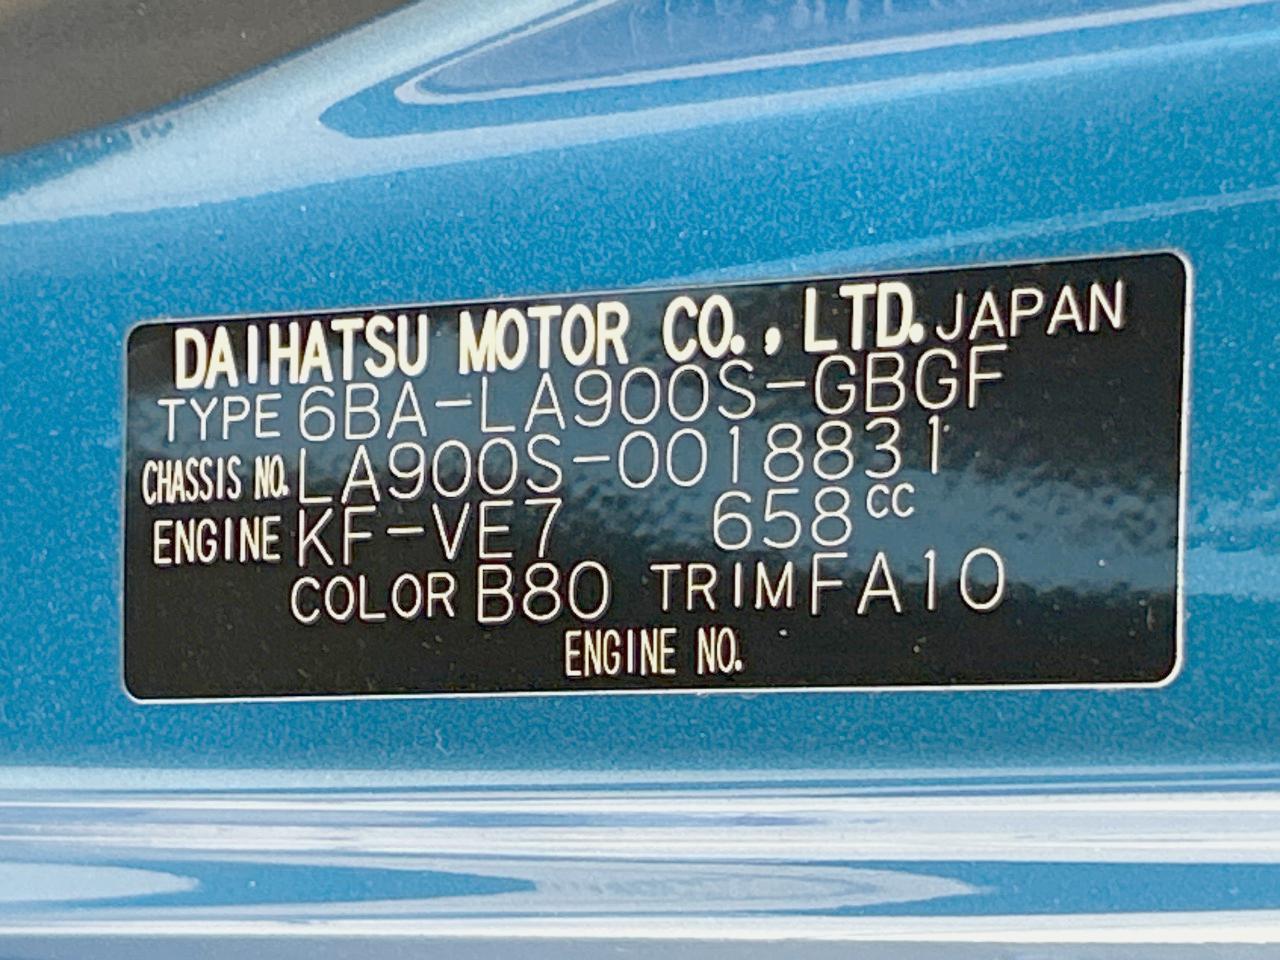 DAIHATSU MOTOR CO., LTD. JAPAN
TYPE 6BA-LA900S-GBGF
CHASSIS NO. LA900S-0018831
ENGINE KF-VE7 658cc
COLOR B80 TRIM FA10
ENGINE NO.